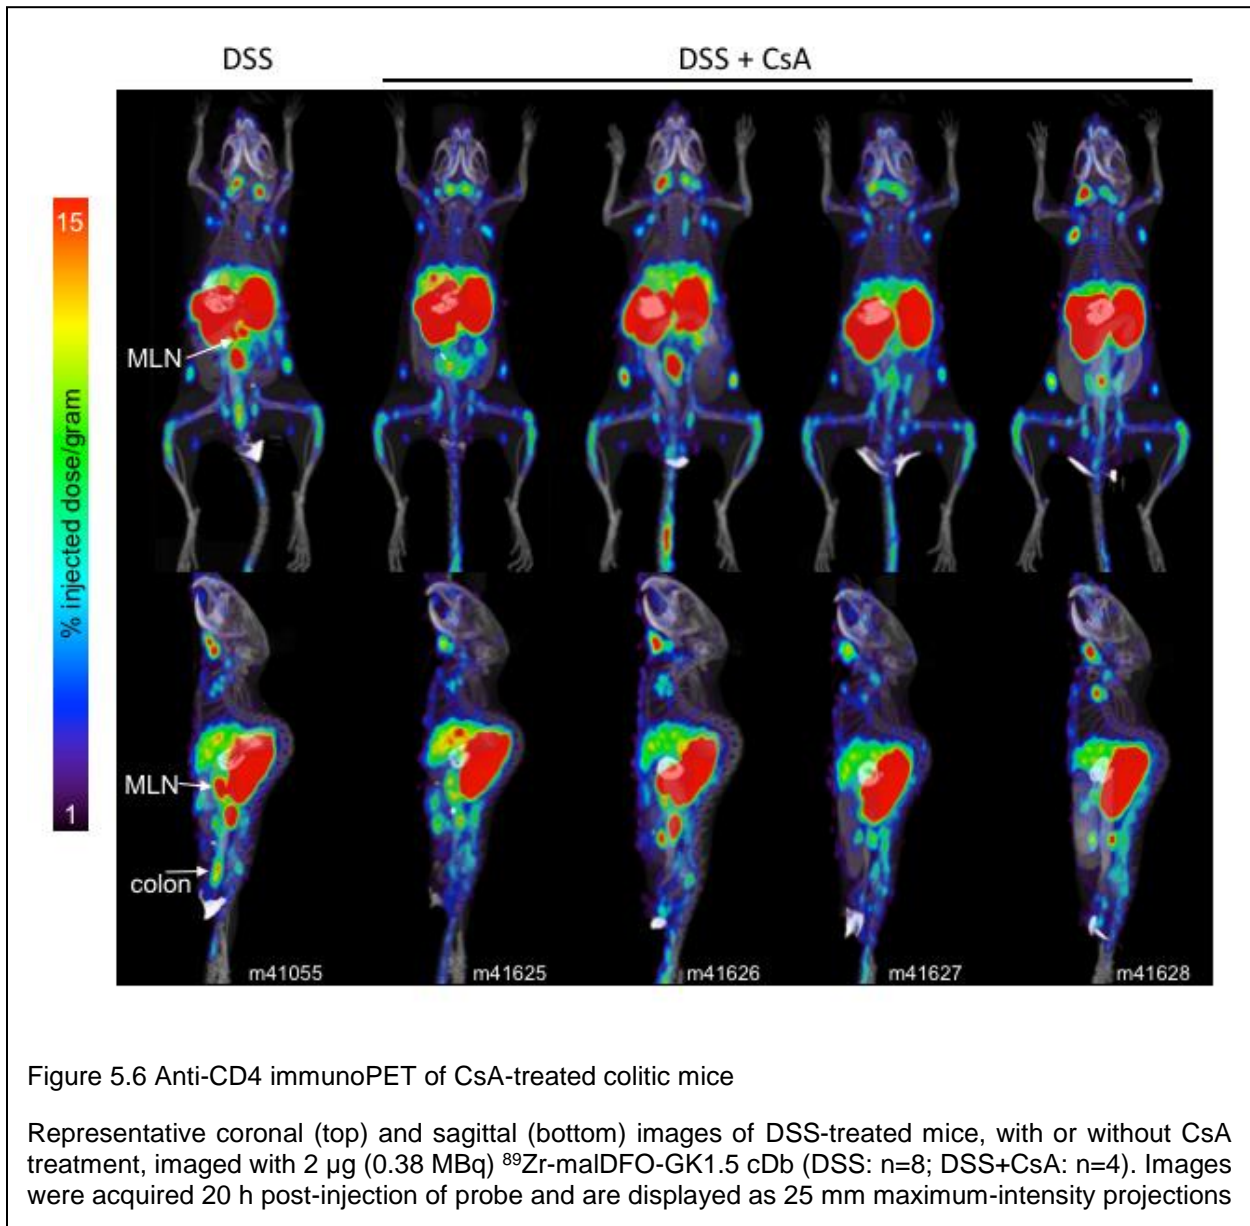 DSS
DSS + CsA
15
% injected dose/gram
1
MLN
MLN
colon
m41055
m41625
m41626
m41627
m41628
Figure 5.6 Anti-CD4 immunoPET of CsA-treated colitic mice
Representative coronal (top) and sagittal (bottom) images of DSS-treated mice, with or without CsA
treatment, imaged with 2 µg (0.38 MBq) ⁸⁹Zr-malDFO-GK1.5 cDb (DSS: n=8; DSS+CsA: n=4). Images
were acquired 20 h post-injection of probe and are displayed as 25 mm maximum-intensity projections